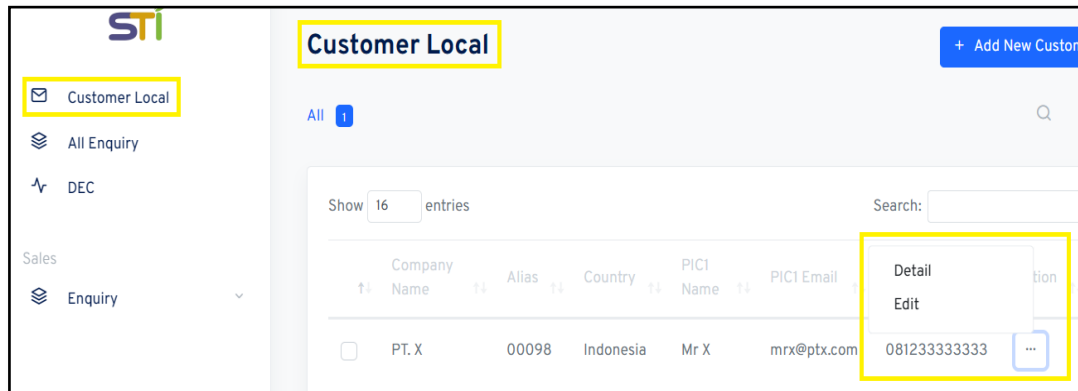 STI
Customer Local
All Enquiry
DEC
Sales
Enquiry
Customer Local
+ Add New Custom
All 1
Show 16 entries
Search:
Company Name
Alias
Country
PIC1 Name
PIC1 Email
tion
Detail
Edit
PT. X 00098 Indonesia Mr X mrx@ptx.com 081233333333 ...